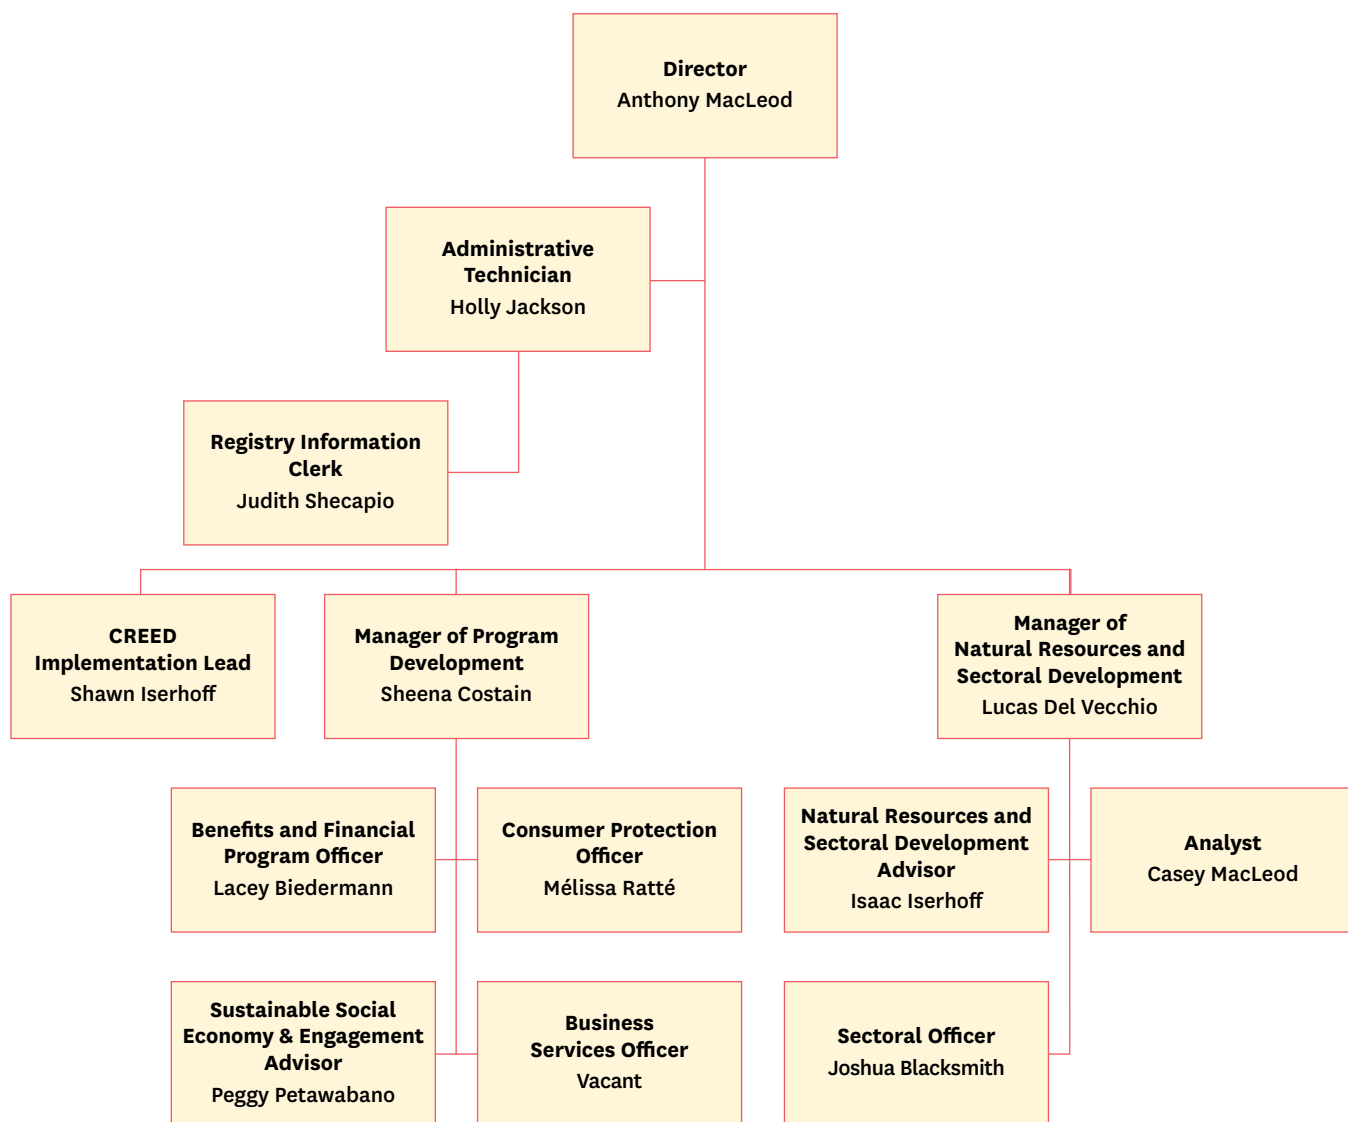 Director
Anthony MacLeod
Administrative
Technician
Holly Jackson
Registry Information
Clerk
Judith Shecapio
CREED
Implementation Lead
Shawn Iserhoff
Manager of Program
Development
Sheena Costain
Manager of
Natural Resources and
Sectoral Development
Lucas Del Vecchio
Benefits and Financial
Program Officer
Lacey Biedermann
Consumer Protection
Officer
Mélissa Ratté
Natural Resources and
Sectoral Development
Advisor
Isaac Iserhoff
Analyst
Casey MacLeod
Sustainable Social
Economy & Engagement
Advisor
Peggy Petawabano
Business
Services Officer
Vacant
Sectoral Officer
Joshua Blacksmith